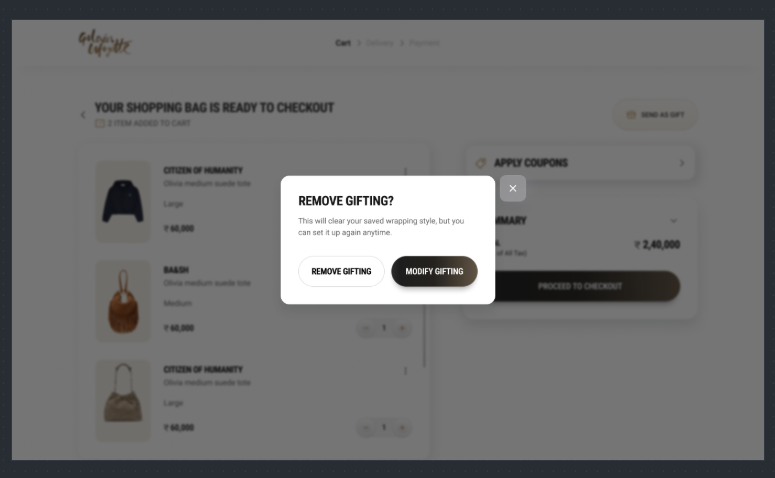 Galeries
Lafayette
Cart > Delivery > Payment
YOUR SHOPPING BAG IS READY TO CHECKOUT
2 ITEM ADDED TO CART
SEND AS GIFT
CITIZEN OF HUMANITY
Olivia medium suede tote
Large
₹ 60,000
BA&SH
Olivia medium suede tote
Medium
₹ 60,000
1
CITIZEN OF HUMANITY
Olivia medium suede tote
Large
₹ 60,000
1
REMOVE GIFTING?
This will clear your saved wrapping style, but you
can set it up again anytime.
REMOVE GIFTING
MODIFY GIFTING
APPLY COUPONS
MMARY
of All Tax)
₹ 2,40,000
PROCEED TO CHECKOUT